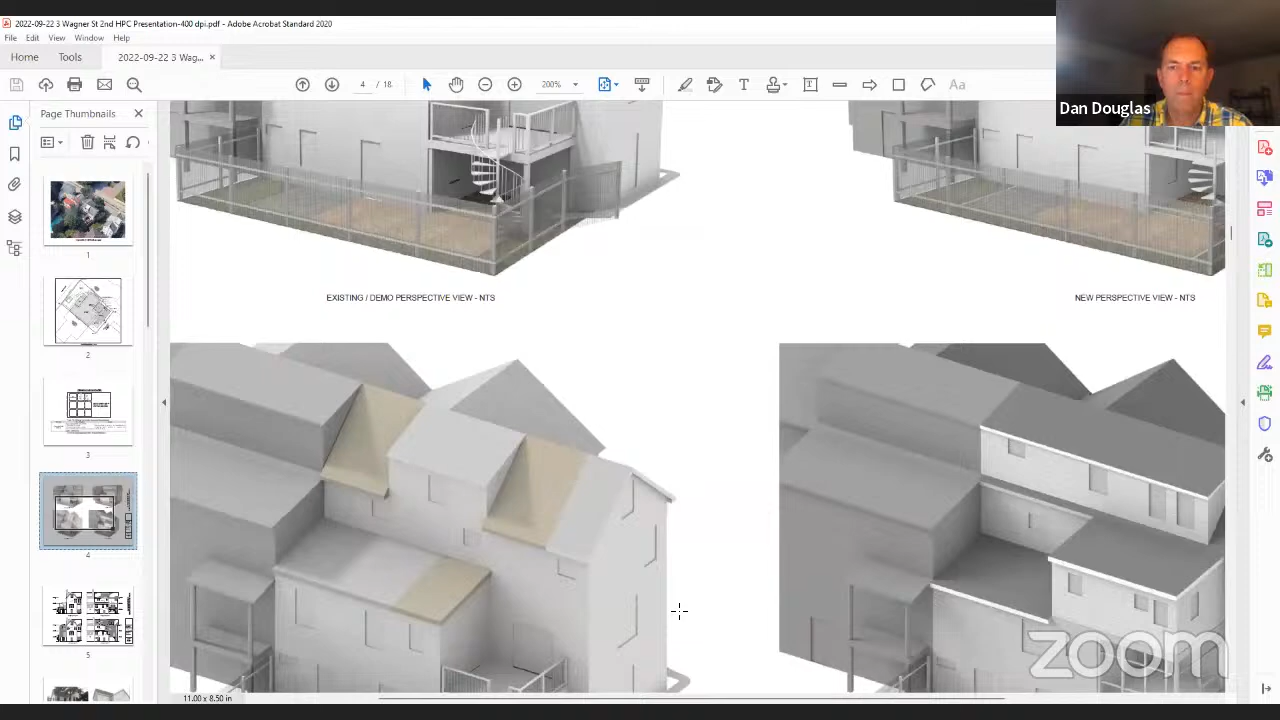 2022-09-22 3 Wagner St 2nd HPC Presentation-400 dpi.pdf - Adobe Acrobat Standard 2020
File Edit View Window Help
Home Tools 2022-09-22 3 Wag... ×
4 / 18 200% Aa
Dan Douglas
Page Thumbnails
1
2
3
4
5
EXISTING / DEMO PERSPECTIVE VIEW - NTS
NEW PERSPECTIVE VIEW - NTS
11.00 x 8.50 in
zoom